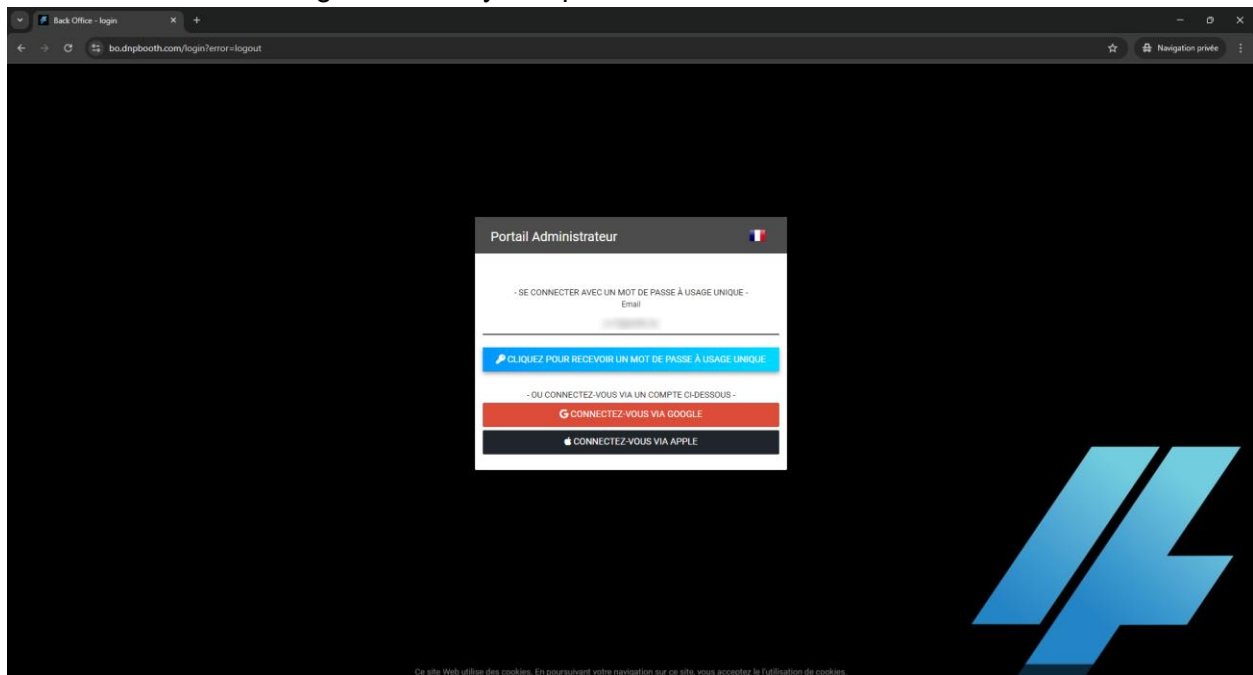 Back Office - login
bo.dnpbooth.com/login?error=logout
Navigation privée
Portail Administrateur
- SE CONNECTER AVEC UN MOT DE PASSE À USAGE UNIQUE -
Email
CLIQUEZ POUR RECEVOIR UN MOT DE PASSE À USAGE UNIQUE
- OU CONNECTEZ-VOUS VIA UN COMPTE CI-DESSOUS -
G CONNECTEZ-VOUS VIA GOOGLE
CONNECTEZ-VOUS VIA APPLE
Ce site Web utilise des cookies. En poursuivant votre navigation sur ce site, vous acceptez le l'utilisation de cookies.